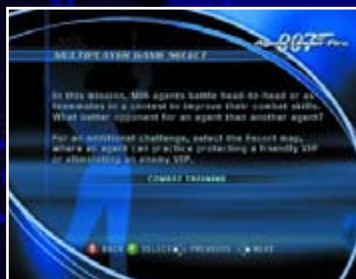 007
MULTIPLAYER GAME SELECT
In this mission, MI6 agents battle head-to-head or as
teammates in a contest to improve their combat skills.
What better opponent for an agent than another agent?
For an additional challenge, select the Escort map,
where an agent can practice protecting a friendly VIP
or eliminating an enemy VIP.
COMBAT TRAINING
BACK SELECT PREVIOUS NEXT